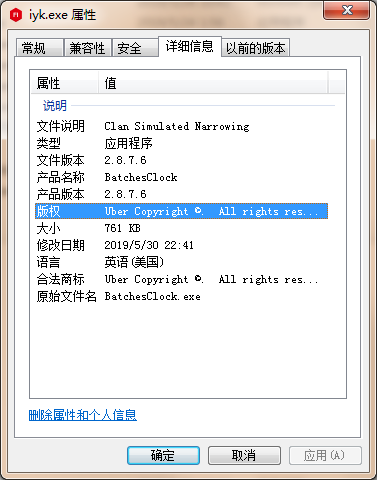 iyk.exe 属性
常规 兼容性 安全 详细信息 以前的版本
属性 值
说明
文件说明 Clan Simulated Narrowing
类型 应用程序
文件版本 2.8.7.6
产品名称 BatchesClock
产品版本 2.8.7.6
版权 Uber Copyright ©. All rights res...
大小 761 KB
修改日期 2019/5/30 22:41
语言 英语(美国)
合法商标 Uber Copyright ©. All rights res...
原始文件名 BatchesClock.exe
删除属性和个人信息
确定 取消 应用(A)